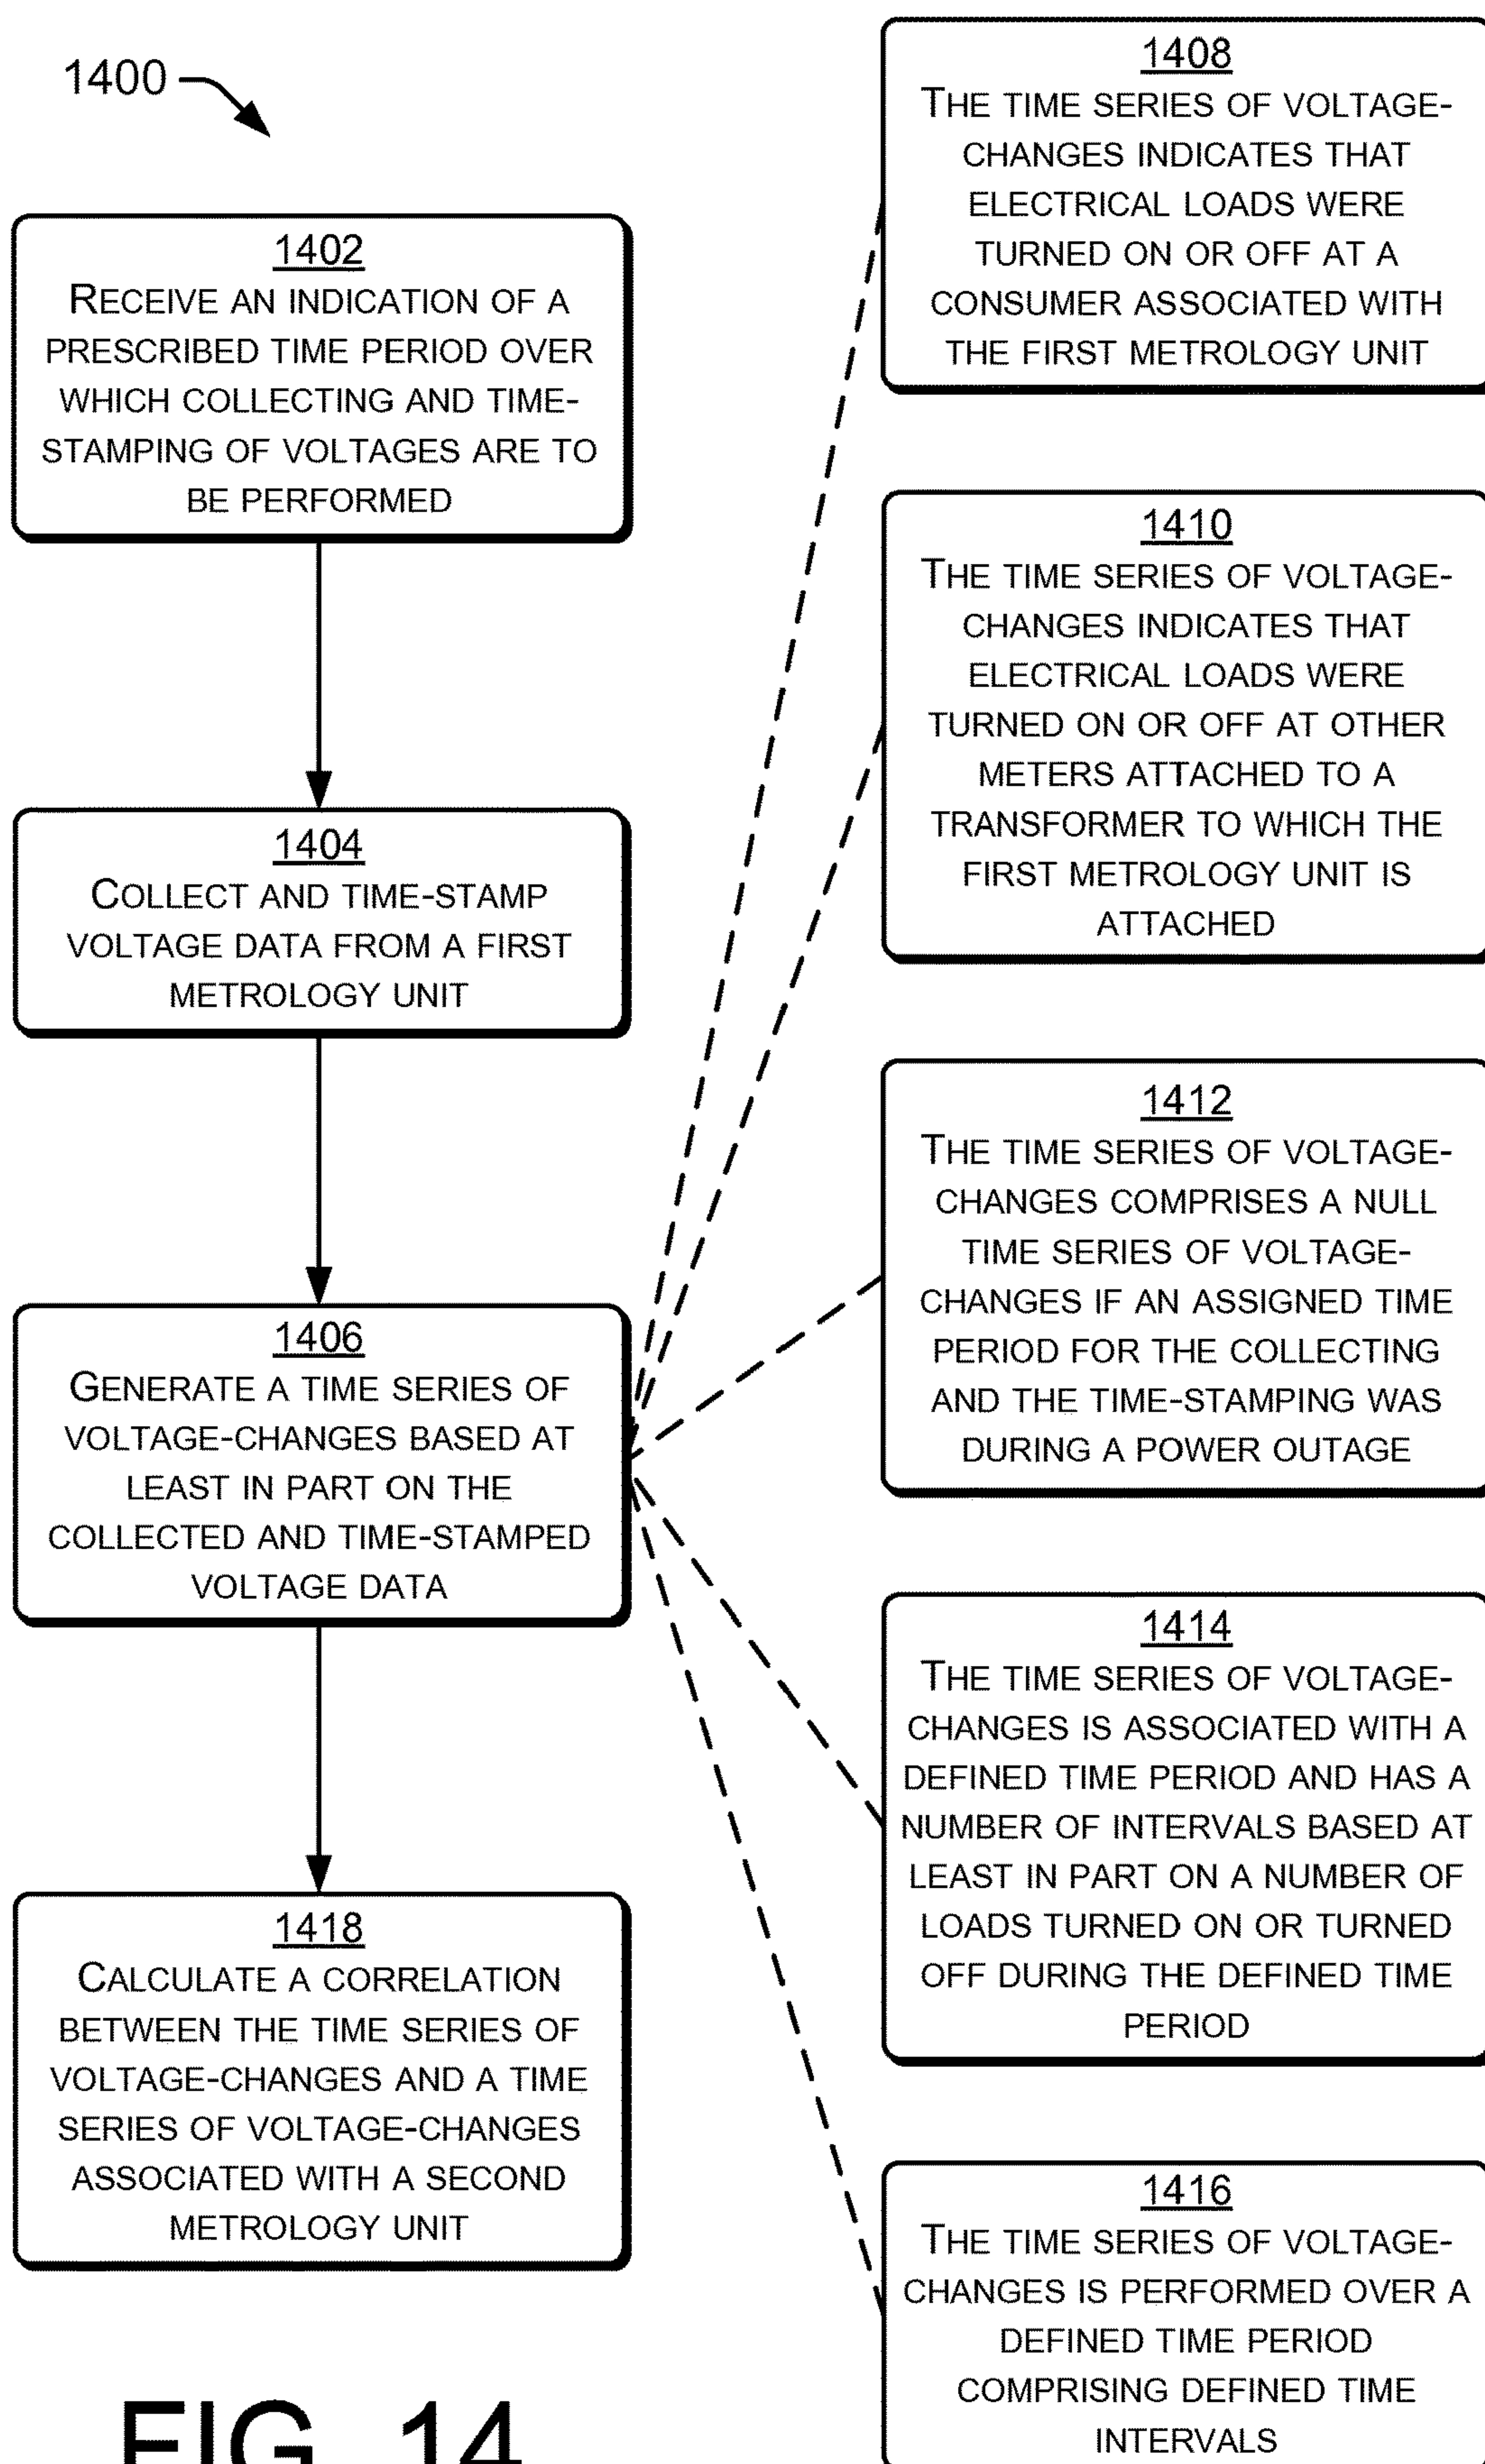 1400
1402
RECEIVE AN INDICATION OF A
PRESCRIBED TIME PERIOD OVER
WHICH COLLECTING AND TIME-
STAMPING OF VOLTAGES ARE TO
BE PERFORMED
1404
COLLECT AND TIME-STAMP
VOLTAGE DATA FROM A FIRST
METROLOGY UNIT
1406
GENERATE A TIME SERIES OF
VOLTAGE-CHANGES BASED AT
LEAST IN PART ON THE
COLLECTED AND TIME-STAMPED
VOLTAGE DATA
1418
CALCULATE A CORRELATION
BETWEEN THE TIME SERIES OF
VOLTAGE-CHANGES AND A TIME
SERIES OF VOLTAGE-CHANGES
ASSOCIATED WITH A SECOND
METROLOGY UNIT
1408
THE TIME SERIES OF VOLTAGE-
CHANGES INDICATES THAT
ELECTRICAL LOADS WERE
TURNED ON OR OFF AT A
CONSUMER ASSOCIATED WITH
THE FIRST METROLOGY UNIT
1410
THE TIME SERIES OF VOLTAGE-
CHANGES INDICATES THAT
ELECTRICAL LOADS WERE
TURNED ON OR OFF AT OTHER
METERS ATTACHED TO A
TRANSFORMER TO WHICH THE
FIRST METROLOGY UNIT IS
ATTACHED
1412
THE TIME SERIES OF VOLTAGE-
CHANGES COMPRISES A NULL
TIME SERIES OF VOLTAGE-
CHANGES IF AN ASSIGNED TIME
PERIOD FOR THE COLLECTING
AND THE TIME-STAMPING WAS
DURING A POWER OUTAGE
1414
THE TIME SERIES OF VOLTAGE-
CHANGES IS ASSOCIATED WITH A
DEFINED TIME PERIOD AND HAS A
NUMBER OF INTERVALS BASED AT
LEAST IN PART ON A NUMBER OF
LOADS TURNED ON OR TURNED
OFF DURING THE DEFINED TIME
PERIOD
1416
THE TIME SERIES OF VOLTAGE-
CHANGES IS PERFORMED OVER A
DEFINED TIME PERIOD
COMPRISING DEFINED TIME
INTERVALS
FIG. 14